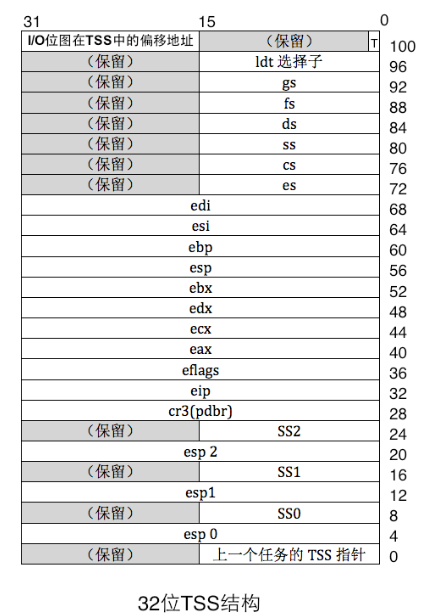 31 15 0
I/O位图在TSS中的偏移地址 （保留） T 100
（保留） ldt 选择子 96
（保留） gs 92
（保留） fs 88
（保留） ds 84
（保留） ss 80
（保留） cs 76
（保留） es 72
edi 68
esi 64
ebp 60
esp 56
ebx 52
edx 48
ecx 44
eax 40
eflags 36
eip 32
cr3(pdbr) 28
（保留） SS2 24
esp 2 20
（保留） SS1 16
esp1 12
（保留） SS0 8
esp 0 4
（保留） 上一个任务的 TSS 指针 0
32位TSS结构